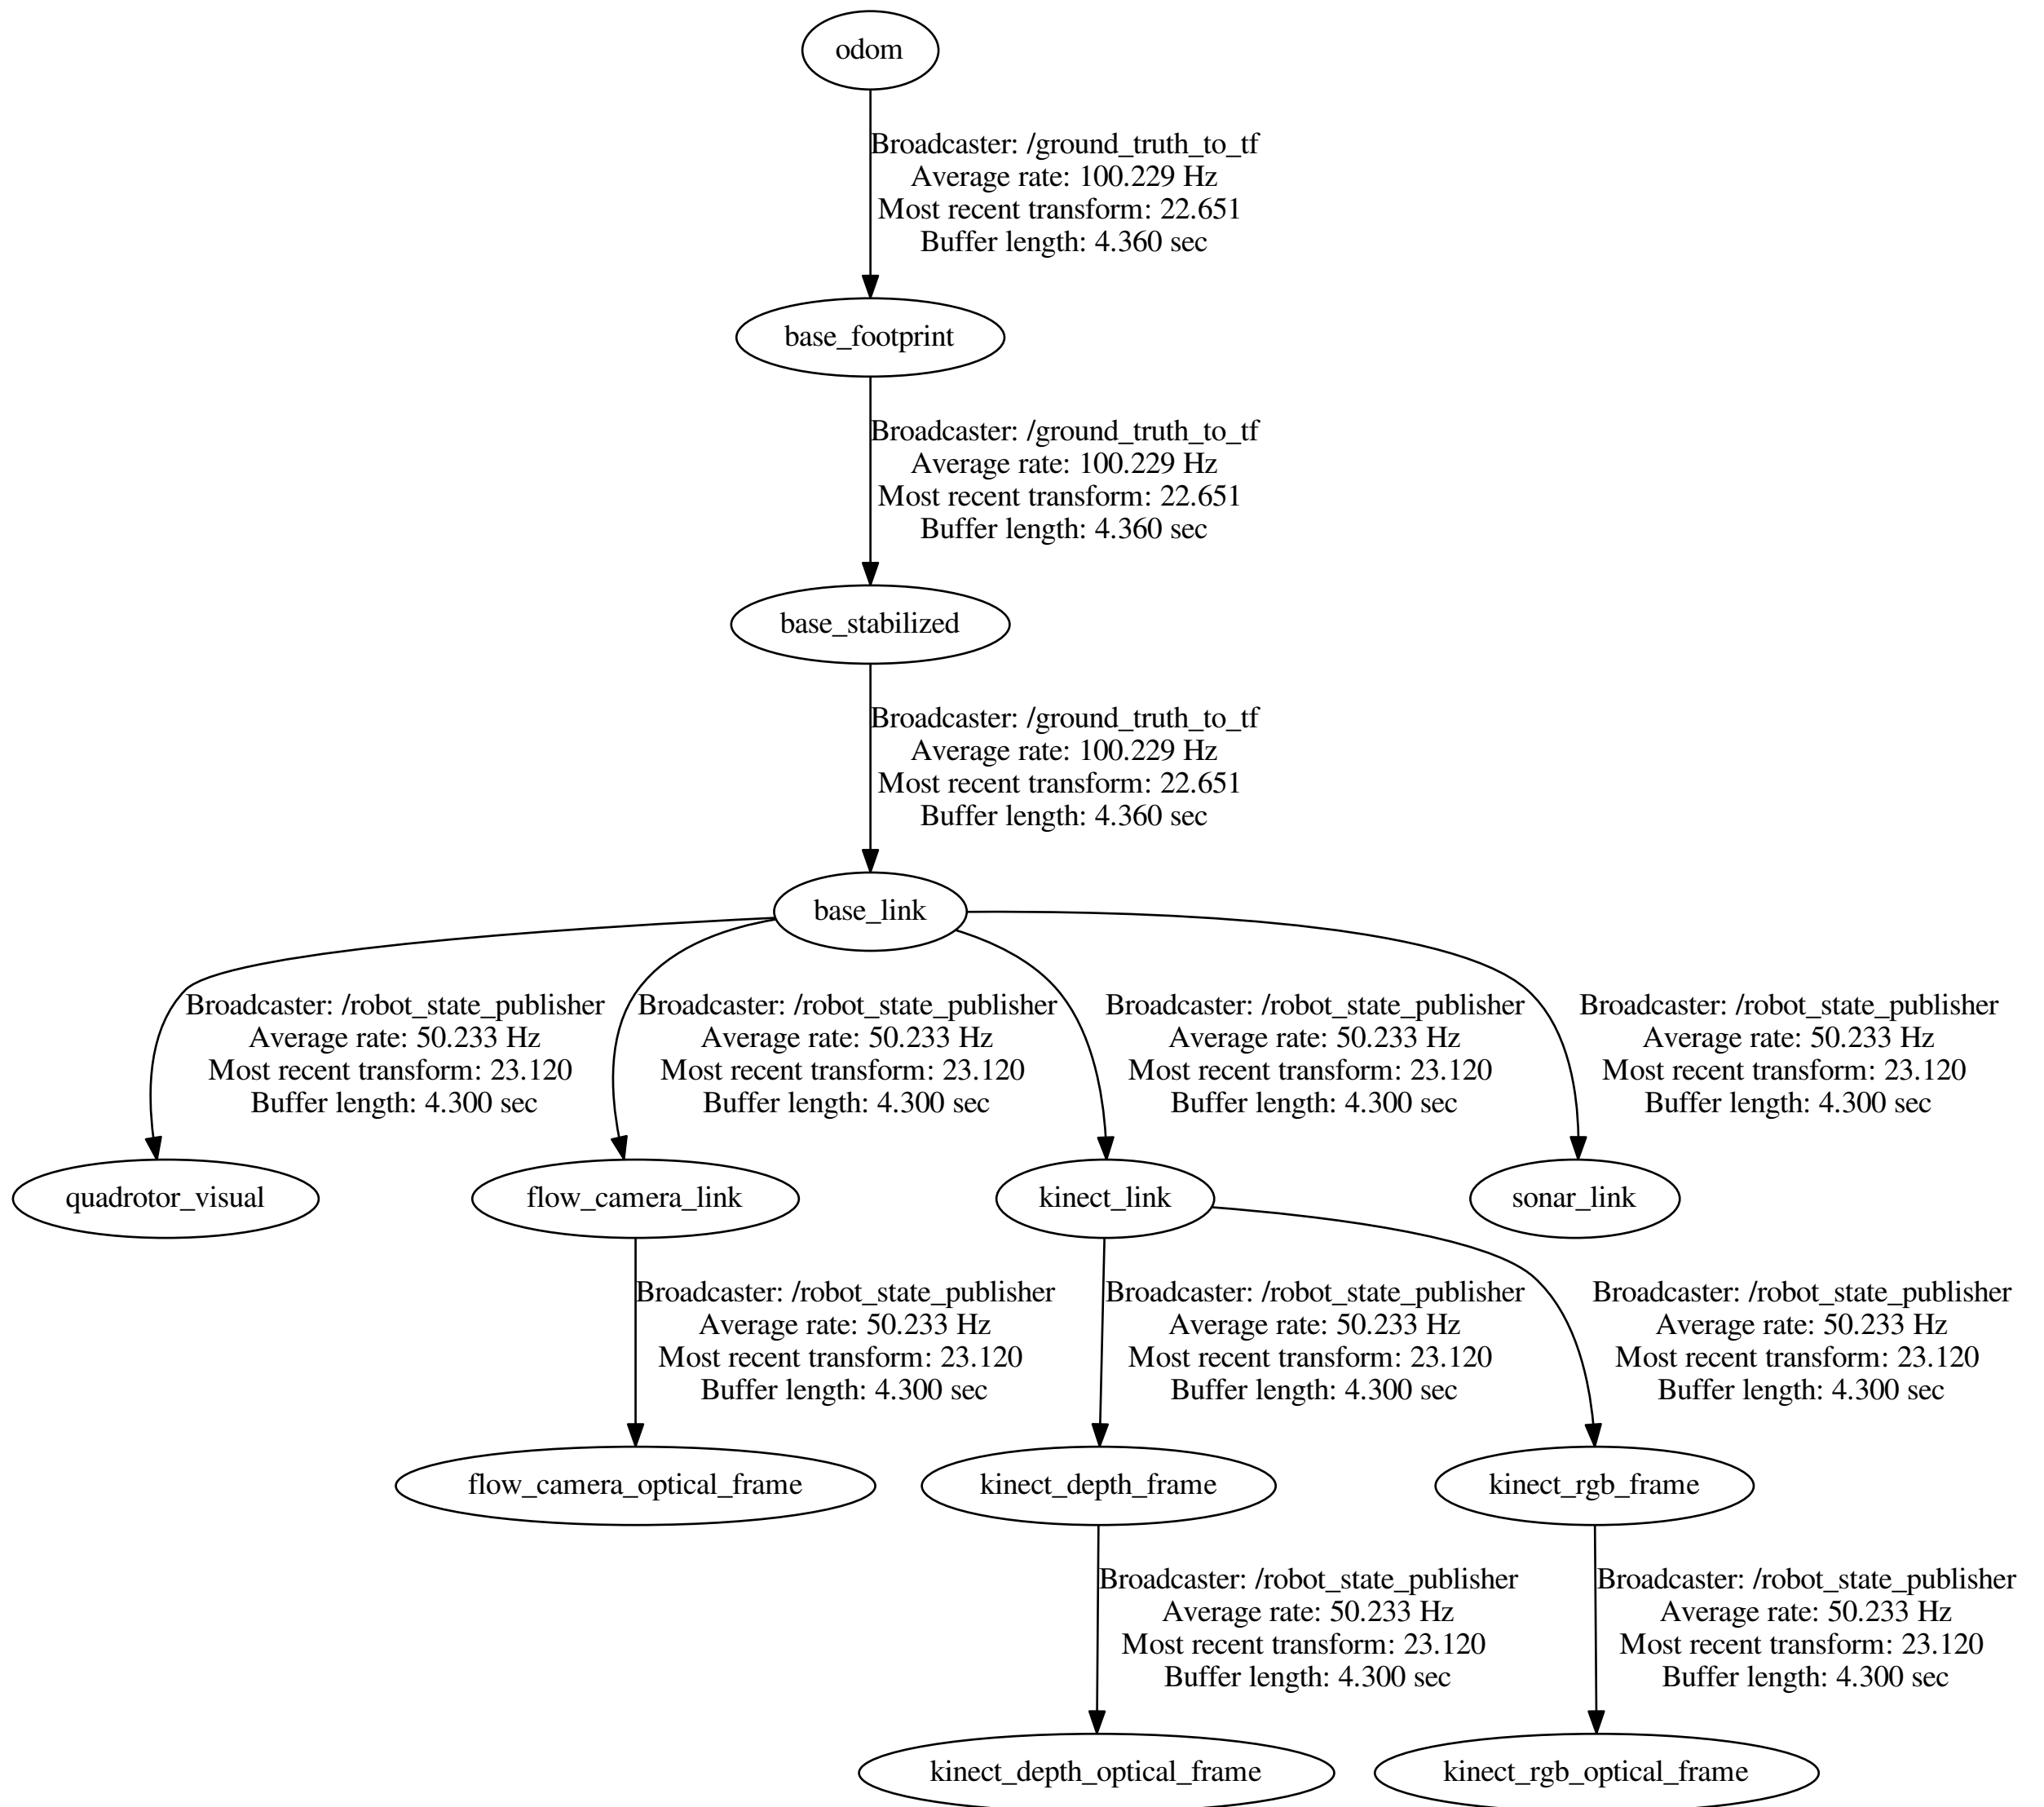 odom
Broadcaster: /ground_truth_to_tf
Average rate: 100.229 Hz
Most recent transform: 22.651
Buffer length: 4.360 sec
base_footprint
Broadcaster: /ground_truth_to_tf
Average rate: 100.229 Hz
Most recent transform: 22.651
Buffer length: 4.360 sec
base_stabilized
Broadcaster: /ground_truth_to_tf
Average rate: 100.229 Hz
Most recent transform: 22.651
Buffer length: 4.360 sec
base_link
Broadcaster: /robot_state_publisher
Average rate: 50.233 Hz
Most recent transform: 23.120
Buffer length: 4.300 sec
Broadcaster: /robot_state_publisher
Average rate: 50.233 Hz
Most recent transform: 23.120
Buffer length: 4.300 sec
Broadcaster: /robot_state_publisher
Average rate: 50.233 Hz
Most recent transform: 23.120
Buffer length: 4.300 sec
Broadcaster: /robot_state_publisher
Average rate: 50.233 Hz
Most recent transform: 23.120
Buffer length: 4.300 sec
quadrotor_visual
flow_camera_link
kinect_link
sonar_link
Broadcaster: /robot_state_publisher
Average rate: 50.233 Hz
Most recent transform: 23.120
Buffer length: 4.300 sec
Broadcaster: /robot_state_publisher
Average rate: 50.233 Hz
Most recent transform: 23.120
Buffer length: 4.300 sec
Broadcaster: /robot_state_publisher
Average rate: 50.233 Hz
Most recent transform: 23.120
Buffer length: 4.300 sec
flow_camera_optical_frame
kinect_depth_frame
kinect_rgb_frame
Broadcaster: /robot_state_publisher
Average rate: 50.233 Hz
Most recent transform: 23.120
Buffer length: 4.300 sec
Broadcaster: /robot_state_publisher
Average rate: 50.233 Hz
Most recent transform: 23.120
Buffer length: 4.300 sec
kinect_depth_optical_frame
kinect_rgb_optical_frame